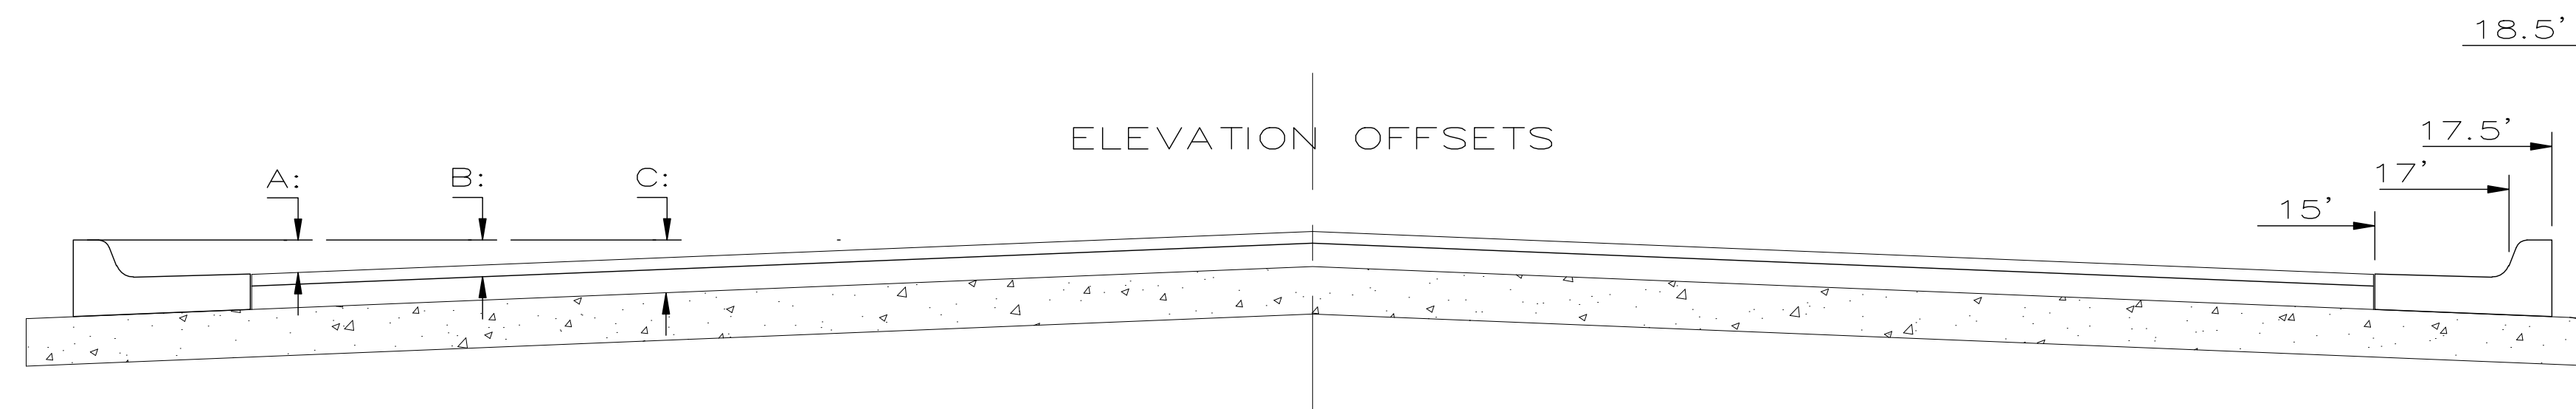 18.5'
ELEVATION OFFSETS
17.5'
17'
A:
B:
C:
15'